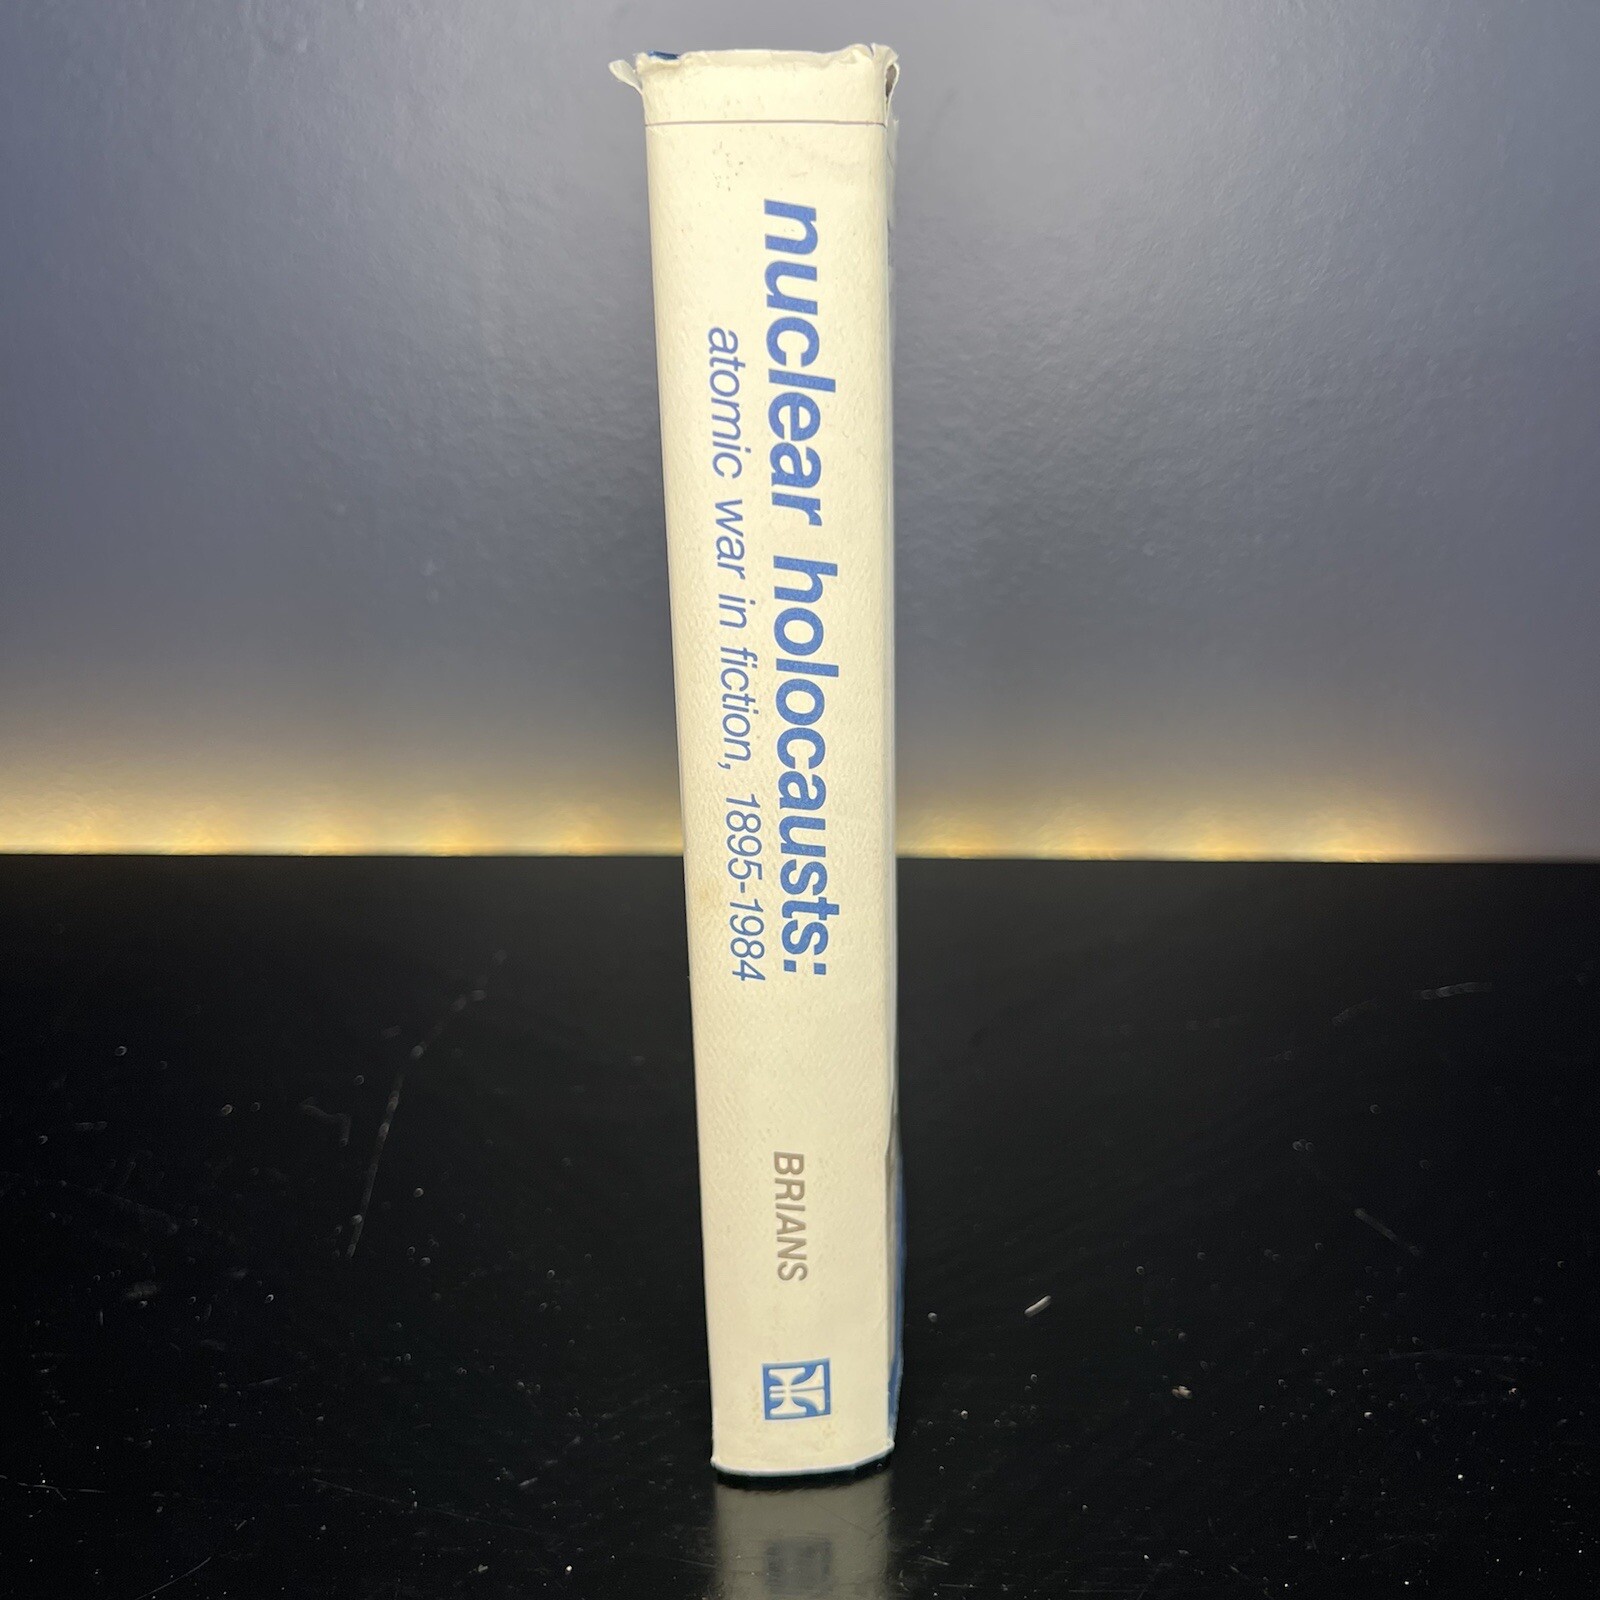 nuclear holocausts:
atomic war in fiction, 1895-1984
BRIANS